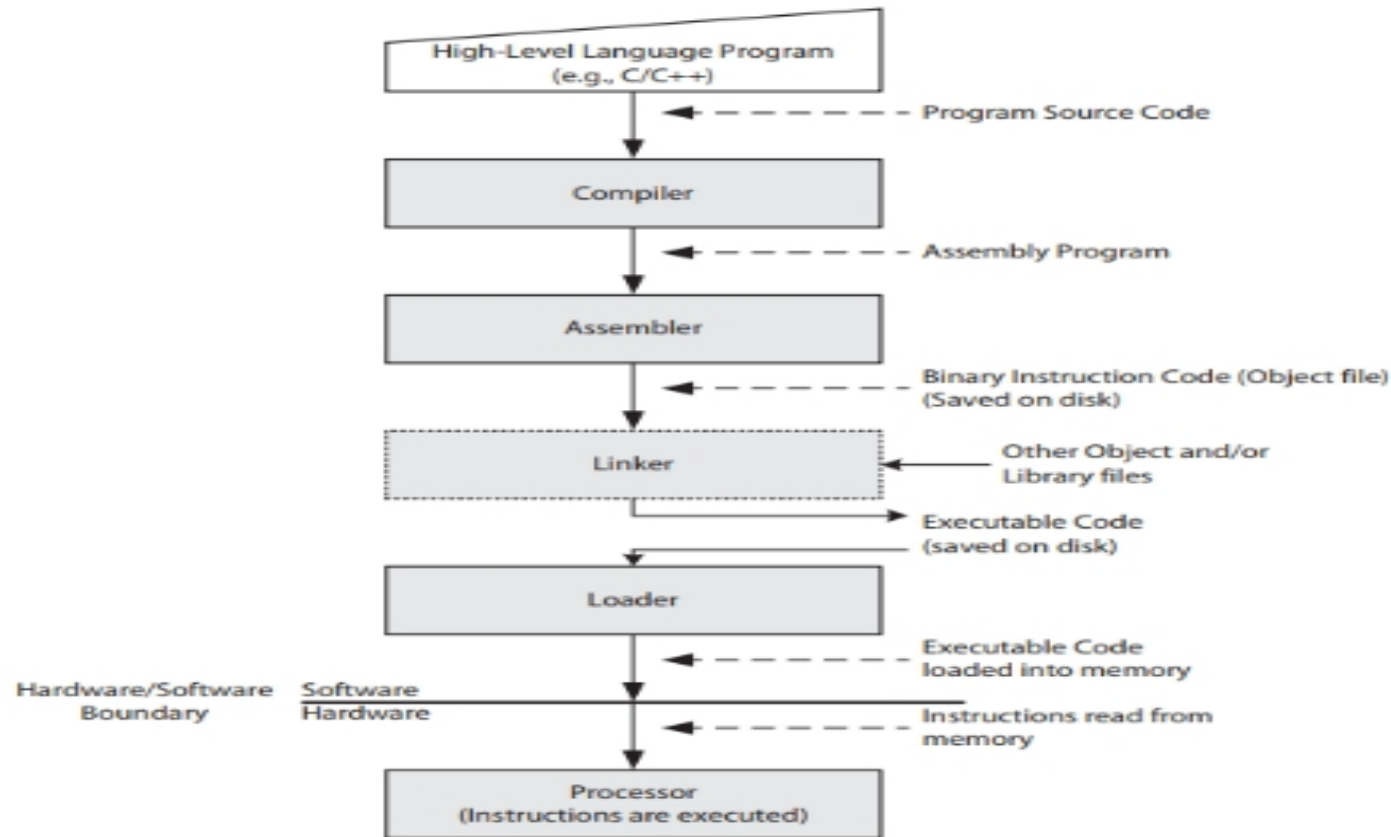 High-Level Language Program
(e.g., C/C++)
Program Source Code
Compiler
Assembly Program
Assembler
Binary Instruction Code (Object file)
(Saved on disk)
Linker
Other Object and/or
Library files
Executable Code
(saved on disk)
Loader
Executable Code
loaded into memory
Hardware/Software
Boundary
Software
Hardware
Instructions read from
memory
Processor
(Instructions are executed)